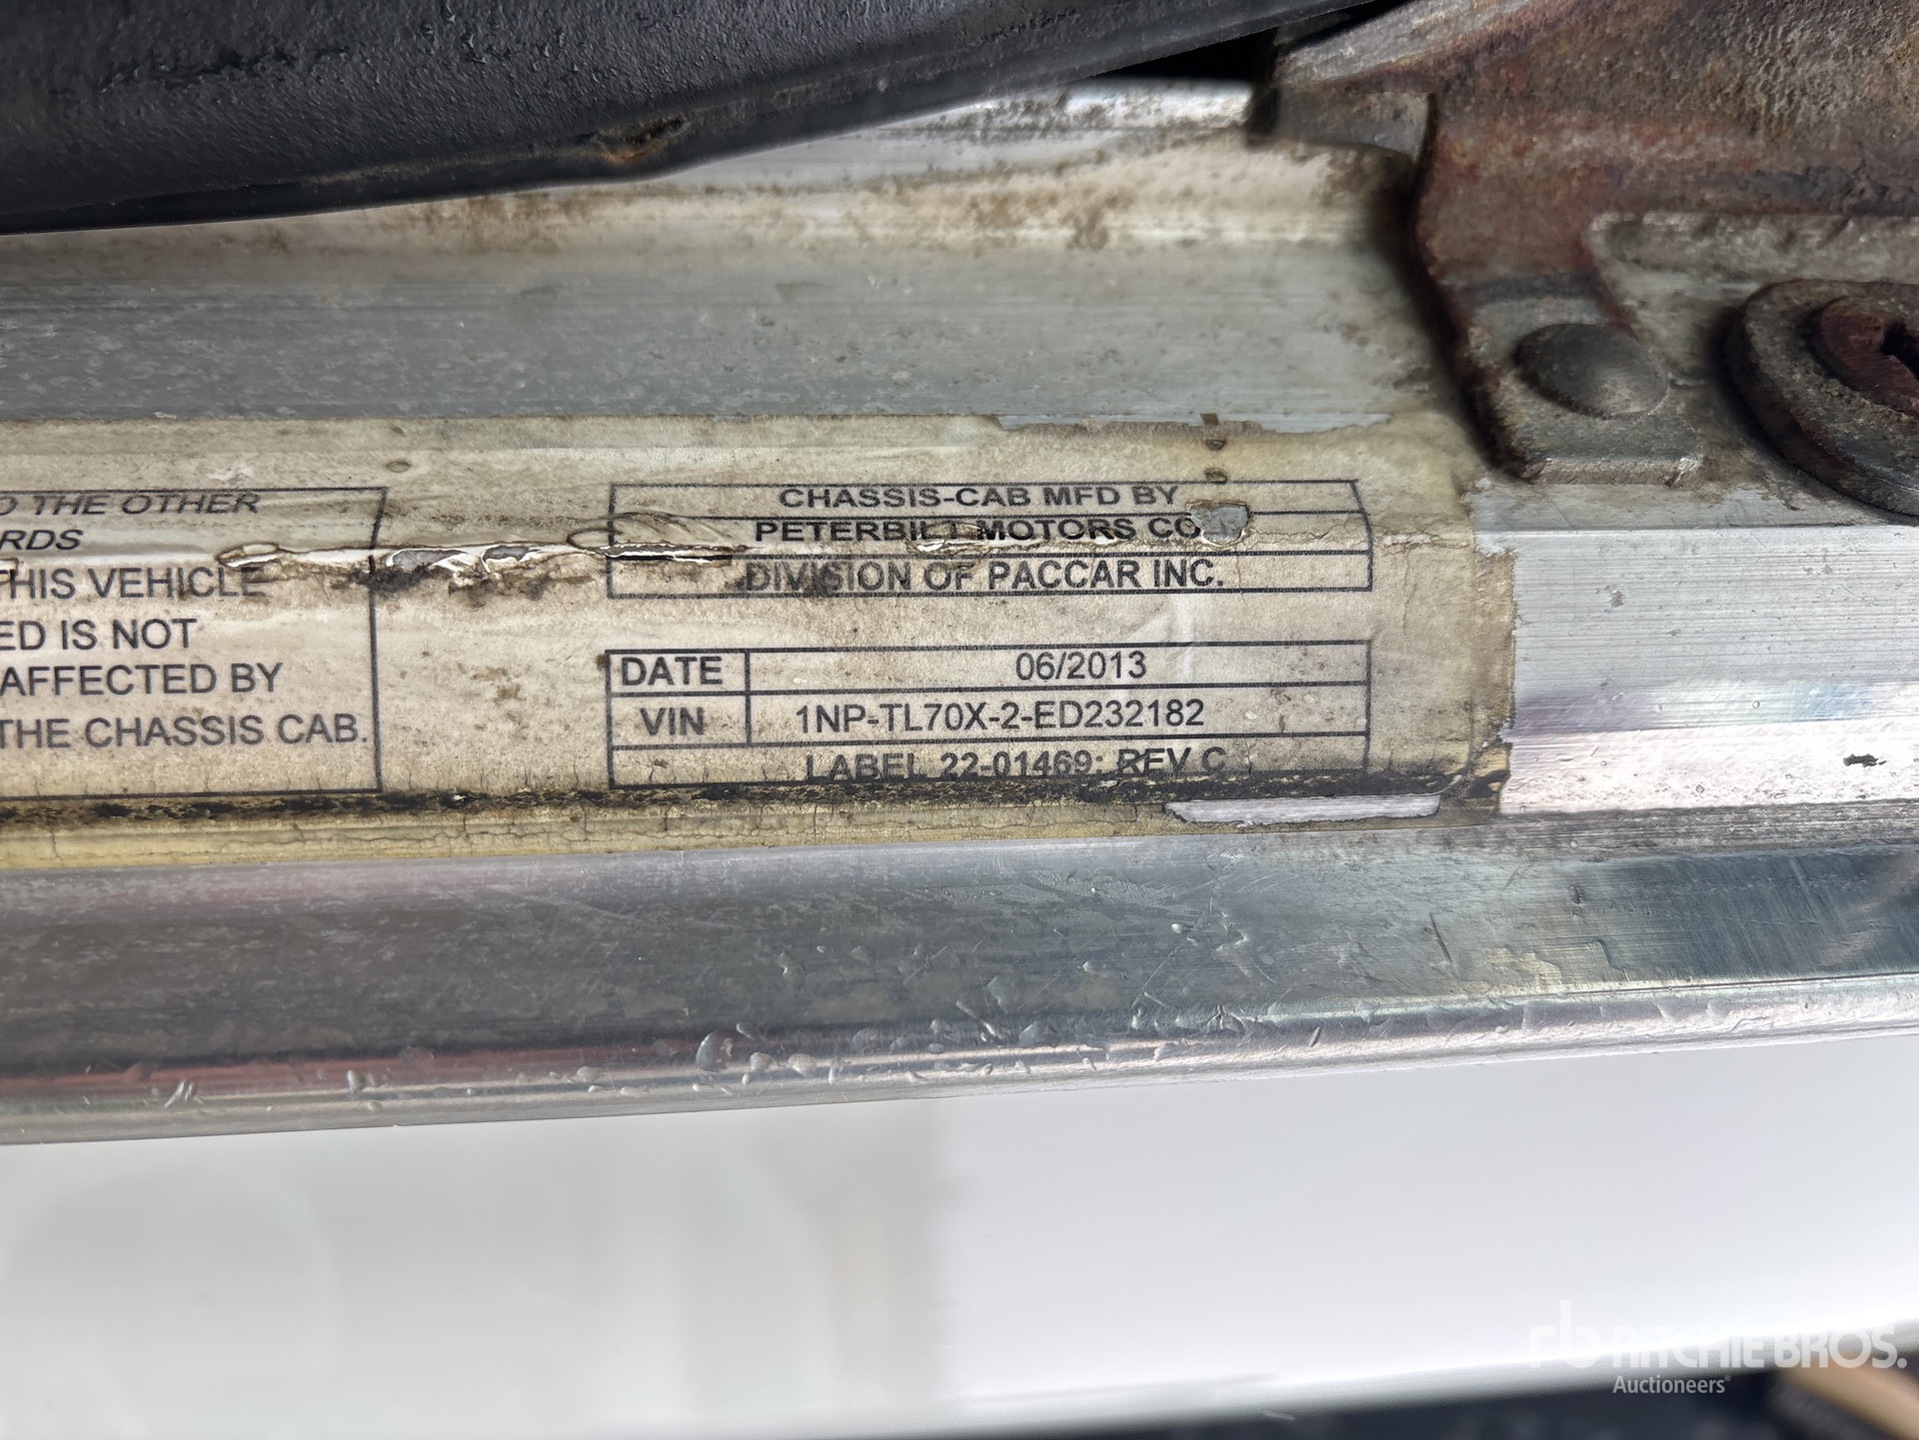 O THE OTHER
RDS
THIS VEHICLE
ED IS NOT
AFFECTED BY
THE CHASSIS CAB.
CHASSIS-CAB MFD BY
PETERBILT MOTORS CO
DIVISION OF PACCAR INC.
DATE 06/2013
VIN 1NP-TL70X-2-ED232182
LABEL 22-01469: REV C
rb RITCHIE BROS.
Auctioneers®